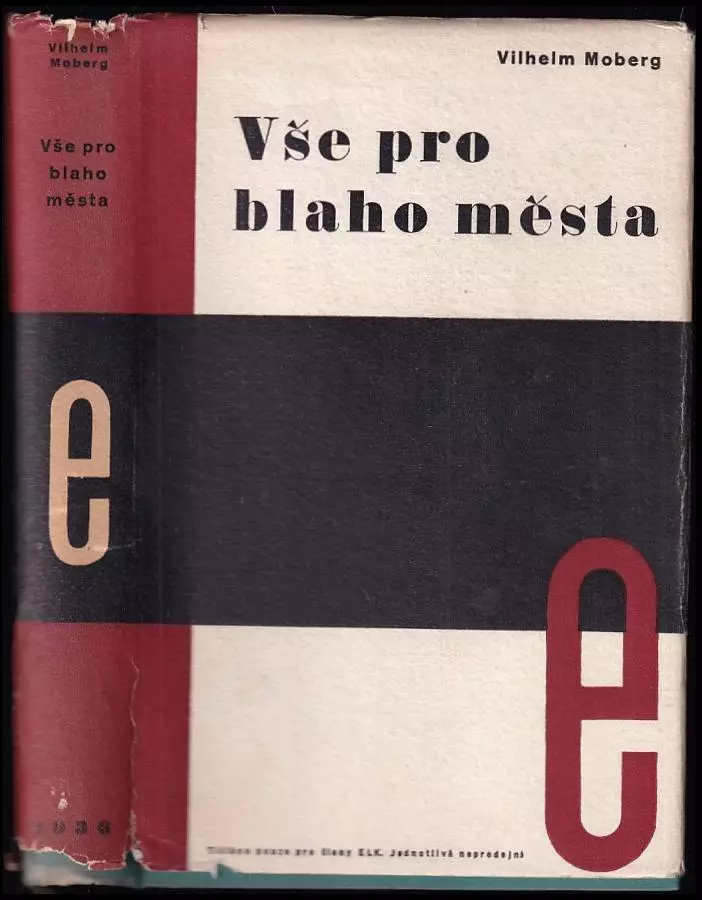 Vilhelm
Moberg
Vše pro
blaho
města
e
1936
Vilhelm Moberg
Vše pro
blaho města
e
Tištěno pouze pro členy ELK. Jednotlivě neprodejní